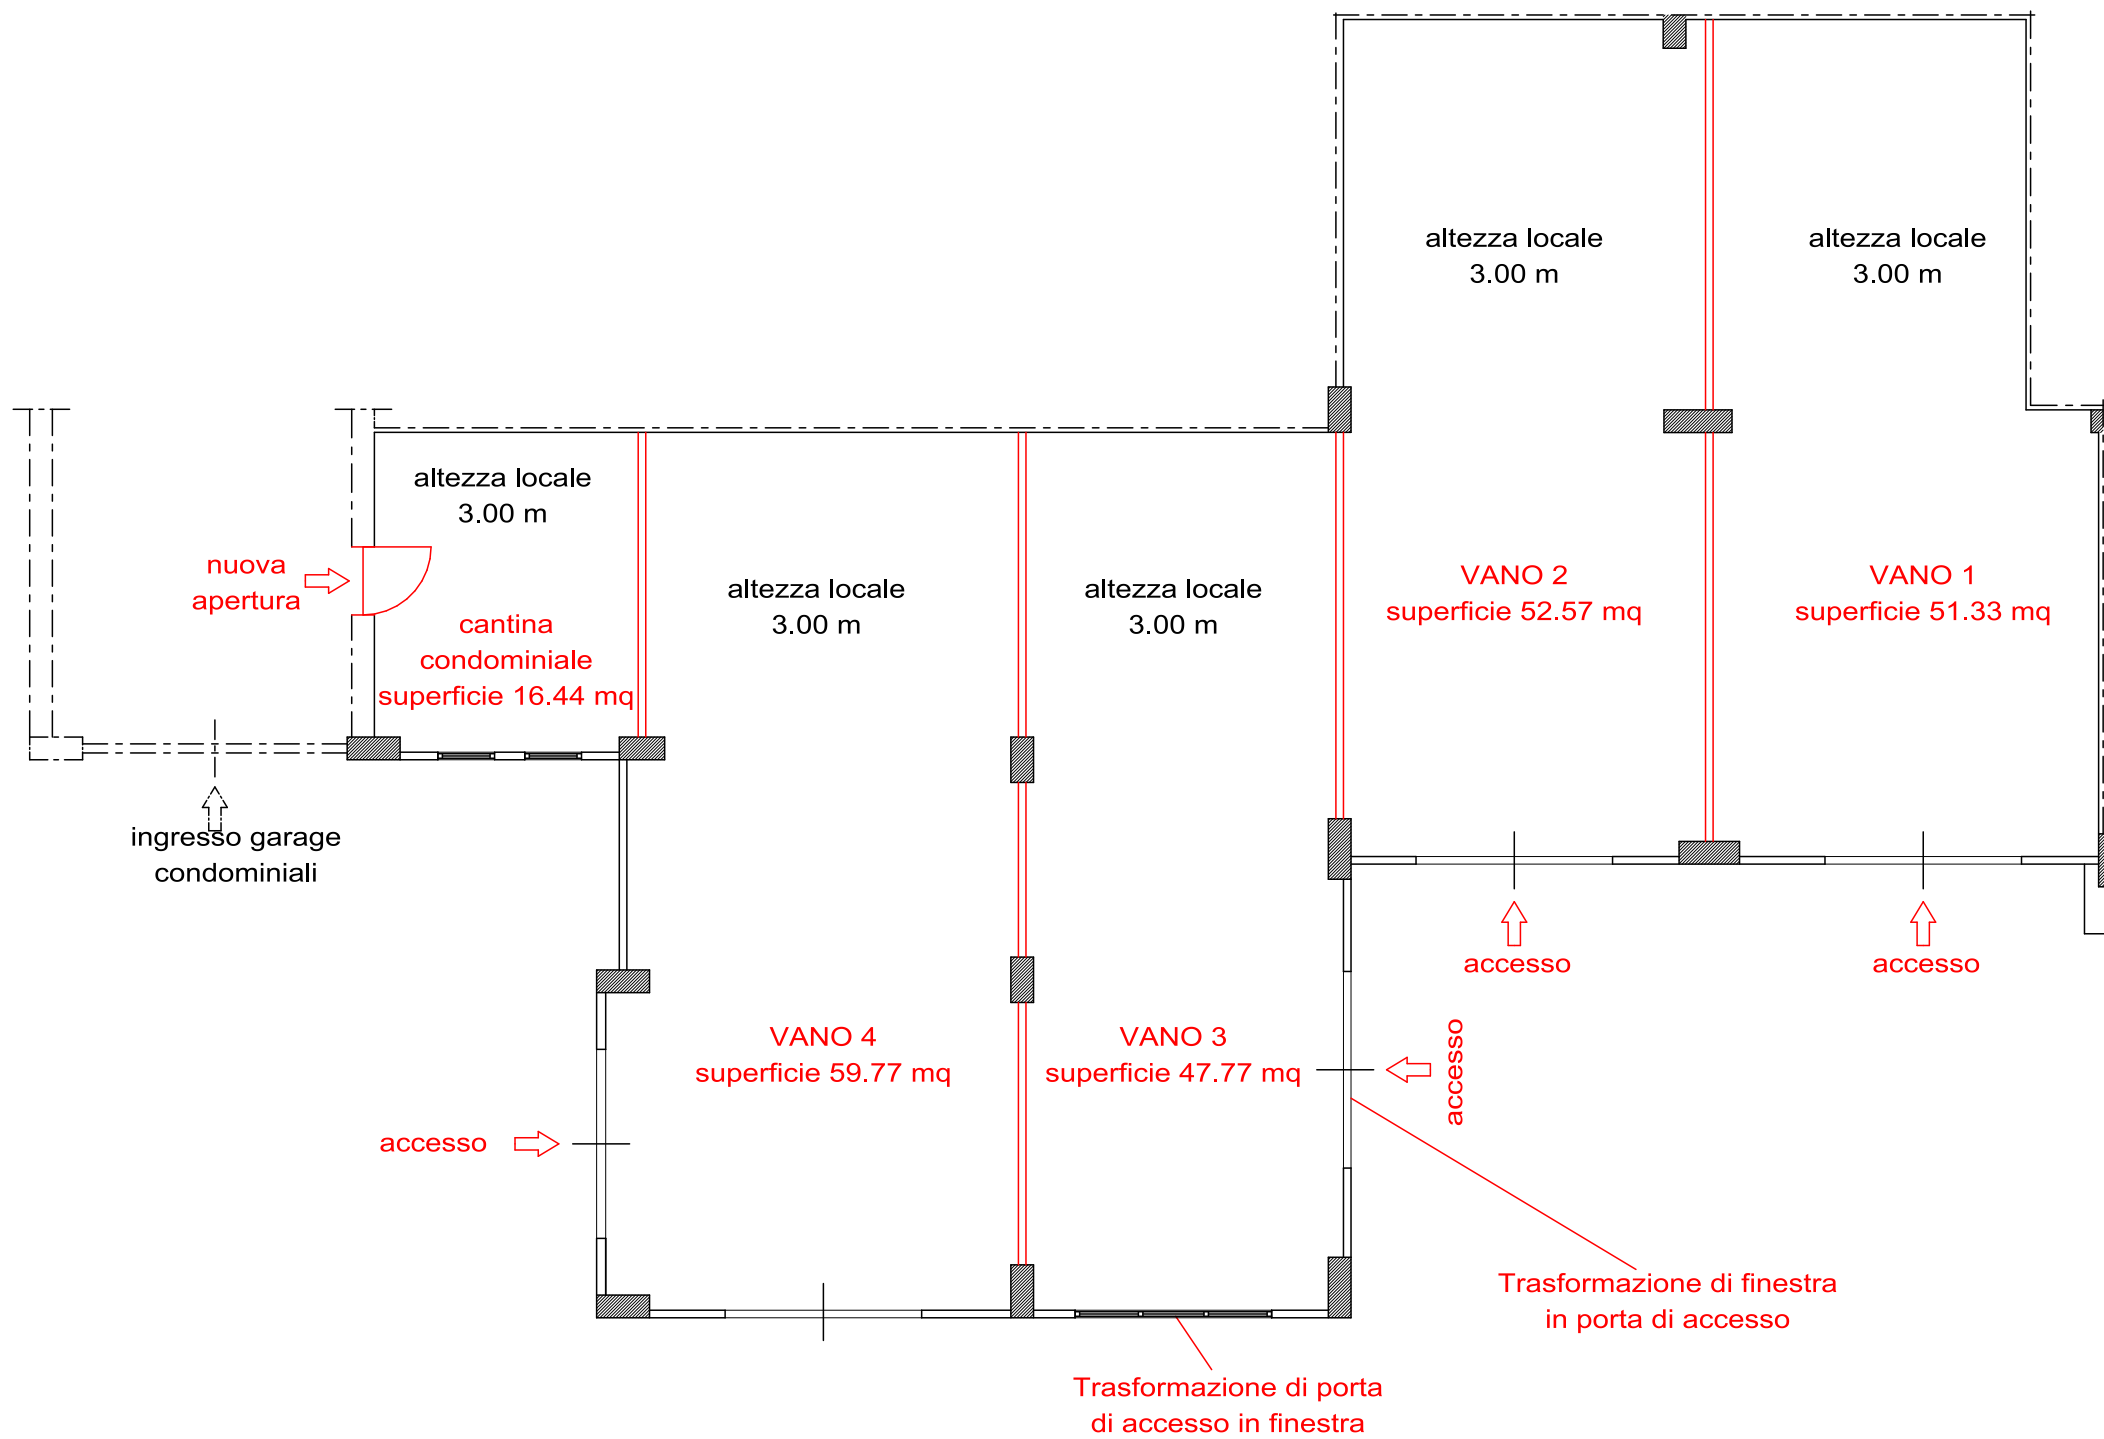 altezza locale
3.00 m
altezza locale
3.00 m
altezza locale
3.00 m
nuova
apertura
cantina
condominiale
superficie 16.44 mq
altezza locale
3.00 m
altezza locale
3.00 m
VANO 2
superficie 52.57 mq
VANO 1
superficie 51.33 mq
ingresso garage
condominiali
accesso
accesso
VANO 4
superficie 59.77 mq
VANO 3
superficie 47.77 mq
accesso
accesso
Trasformazione di finestra
in porta di accesso
Trasformazione di porta
di accesso in finestra